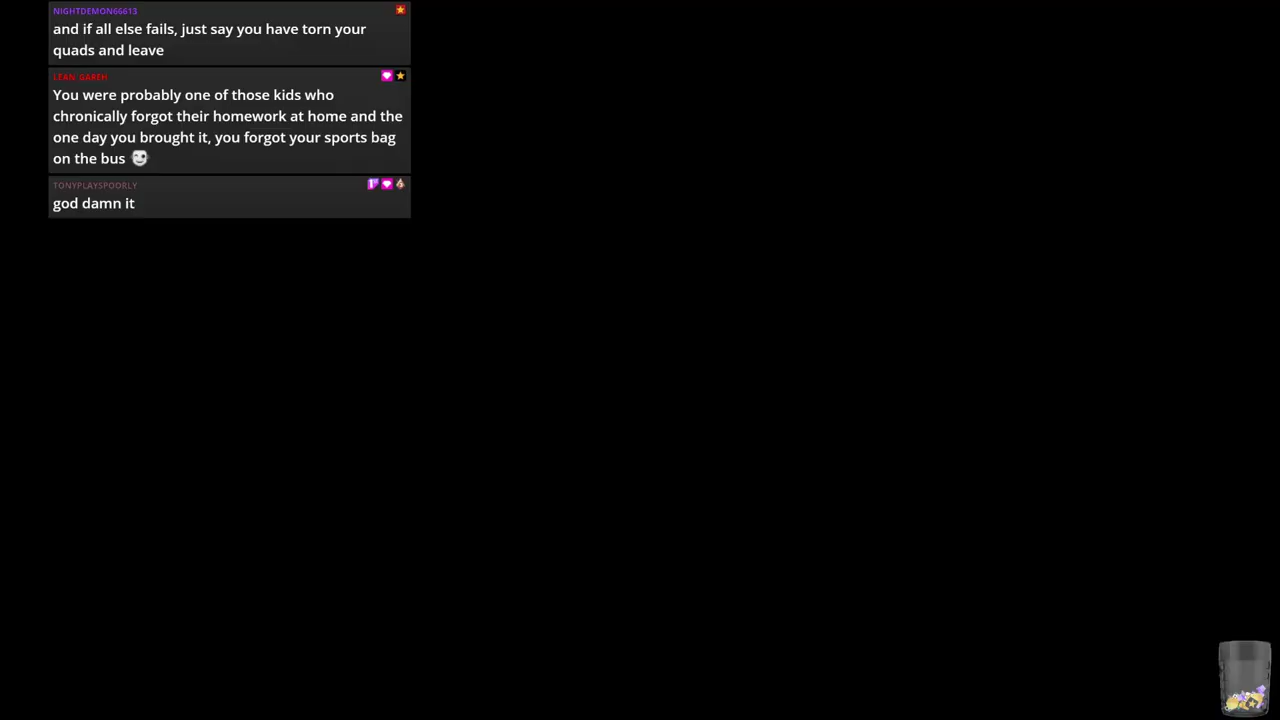 NIGHTDEMON66613
and if all else fails, just say you have torn your
quads and leave
LEAN_GAREH
You were probably one of those kids who
chronically forgot their homework at home and the
one day you brought it, you forgot your sports bag
on the bus
TONYPLAYSPOORLY
god damn it